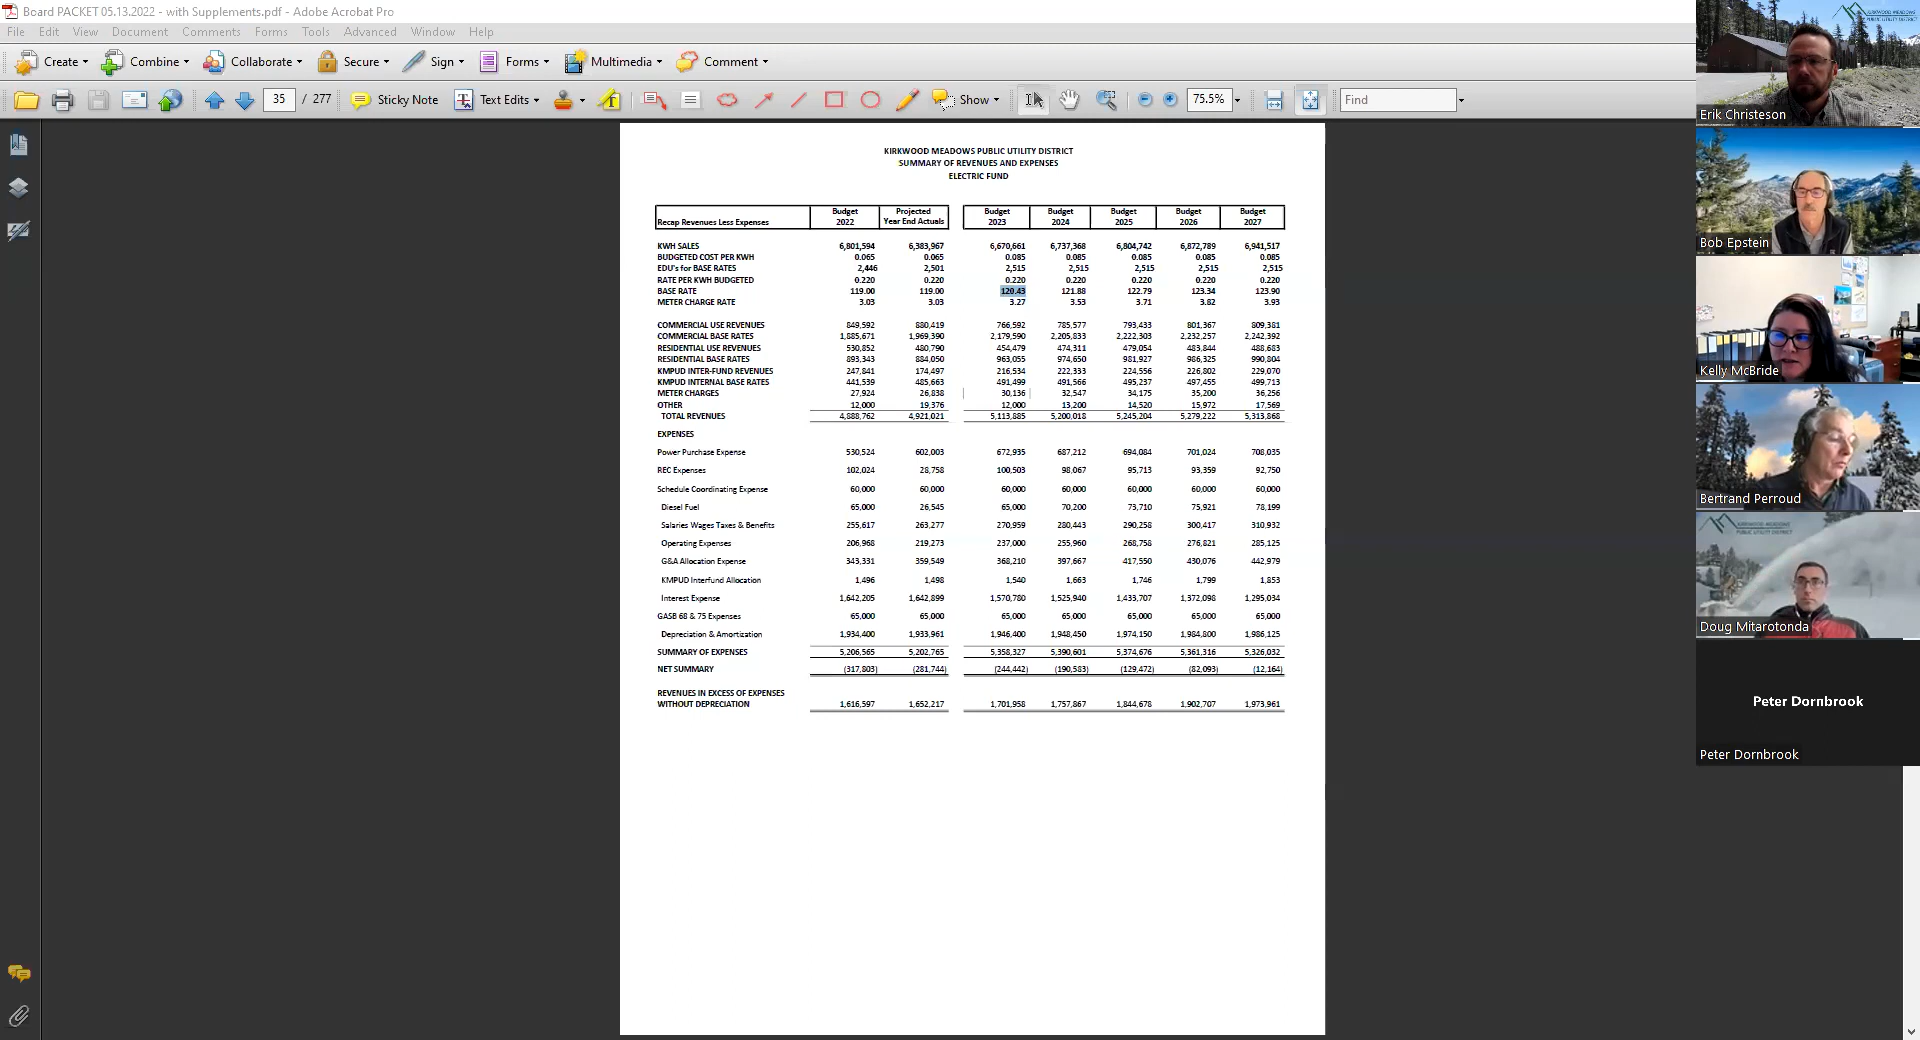 Board PACKET 05.13.2022 - with Supplements.pdf - Adobe Acrobat Pro
File Edit View Document Comments Forms Tools Advanced Window Help
Create Combine Collaborate Secure Sign Forms Multimedia Comment
35 / 277 Sticky Note Text Edits Show 75.5% Find
KIRKWOOD MEADOWS PUBLIC UTILITY DISTRICT
SUMMARY OF REVENUES AND EXPENSES
ELECTRIC FUND
Recap Revenues Less Expenses Budget 2022 Projected Year End Actuals Budget 2023 Budget 2024 Budget 2025 Budget 2026 Budget 2027
KWH SALES 6,801,594 6,383,967 6,670,661 6,737,368 6,804,742 6,872,789 6,941,517
BUDGETED COST PER KWH 0.065 0.065 0.085 0.085 0.085 0.085 0.085
EDU's for BASE RATES 2,446 2,501 2,515 2,515 2,515 2,515 2,515
RATE PER KWH BUDGETED 0.220 0.220 0.220 0.220 0.220 0.220 0.220
BASE RATE 119.00 119.00 120.43 121.88 122.79 123.34 123.90
METER CHARGE RATE 3.03 3.03 3.27 3.53 3.71 3.82 3.93
COMMERCIAL USE REVENUES 849,592 880,419 766,592 785,577 793,433 801,367 809,381
COMMERCIAL BASE RATES 1,885,671 1,969,390 2,179,590 2,205,833 2,222,303 2,232,257 2,242,392
RESIDENTIAL USE REVENUES 530,852 480,790 454,479 474,311 479,054 483,844 488,683
RESIDENTIAL BASE RATES 893,343 884,050 963,055 974,650 981,927 986,325 990,804
KMPUD INTER-FUND REVENUES 247,841 174,497 216,534 222,333 224,556 226,802 229,070
KMPUD INTERNAL BASE RATES 441,539 485,663 491,499 491,566 495,237 497,455 499,713
METER CHARGES 27,924 26,838 30,136 32,547 34,175 35,200 36,256
OTHER 12,000 19,376 12,000 13,200 14,520 15,972 17,569
TOTAL REVENUES 4,888,762 4,921,021 5,113,885 5,200,018 5,245,204 5,279,222 5,313,868
EXPENSES
Power Purchase Expense 530,524 602,003 672,935 687,212 694,084 701,024 708,035
REC Expenses 102,024 28,758 100,503 98,067 95,713 93,359 92,750
Schedule Coordinating Expense 60,000 60,000 60,000 60,000 60,000 60,000 60,000
Diesel Fuel 65,000 26,545 65,000 70,200 73,710 75,921 78,199
Salaries Wages Taxes & Benefits 255,617 263,277 270,959 280,443 290,258 300,417 310,932
Operating Expenses 206,968 219,273 237,000 255,960 268,758 276,821 285,125
G&A Allocation Expense 343,331 359,549 368,210 397,667 417,550 430,076 442,979
KMPUD Interfund Allocation 1,496 1,498 1,540 1,663 1,746 1,799 1,853
Interest Expense 1,642,205 1,642,899 1,570,780 1,525,940 1,433,707 1,372,098 1,295,034
GASB 68 & 75 Expenses 65,000 65,000 65,000 65,000 65,000 65,000 65,000
Depreciation & Amortization 1,934,400 1,933,961 1,946,400 1,948,450 1,974,150 1,984,800 1,986,125
SUMMARY OF EXPENSES 5,206,565 5,202,765 5,358,327 5,390,601 5,374,676 5,361,316 5,326,032
NET SUMMARY (317,803) (281,744) (244,442) (190,583) (129,472) (82,093) (12,164)
REVENUES IN EXCESS OF EXPENSES
WITHOUT DEPRECIATION 1,616,597 1,652,217 1,701,958 1,757,867 1,844,678 1,902,707 1,973,961
KIRKWOOD MEADOWS
PUBLIC UTILITY DISTRICT
Erik Christeson
Bob Epstein
Kelly McBride
Bertrand Perroud
KIRKWOOD MEADOWS
PUBLIC UTILITY DISTRICT
Doug Mitarotonda
Peter Dornbrook
Peter Dornbrook